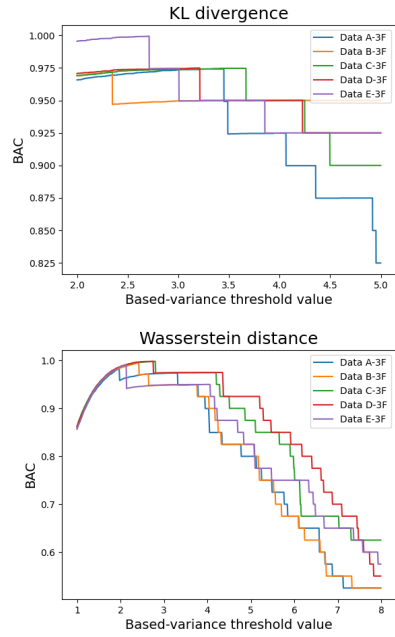 KL divergence
1.000
0.975
0.950
0.925
0.900
0.875
0.850
0.825
BAC
Data A-3F
Data B-3F
Data C-3F
Data D-3F
Data E-3F
2.0 2.5 3.0 3.5 4.0 4.5 5.0
Based-variance threshold value
Wasserstein distance
1.0
0.9
0.8
0.7
0.6
BAC
Data A-3F
Data B-3F
Data C-3F
Data D-3F
Data E-3F
1 2 3 4 5 6 7 8
Based-variance threshold value